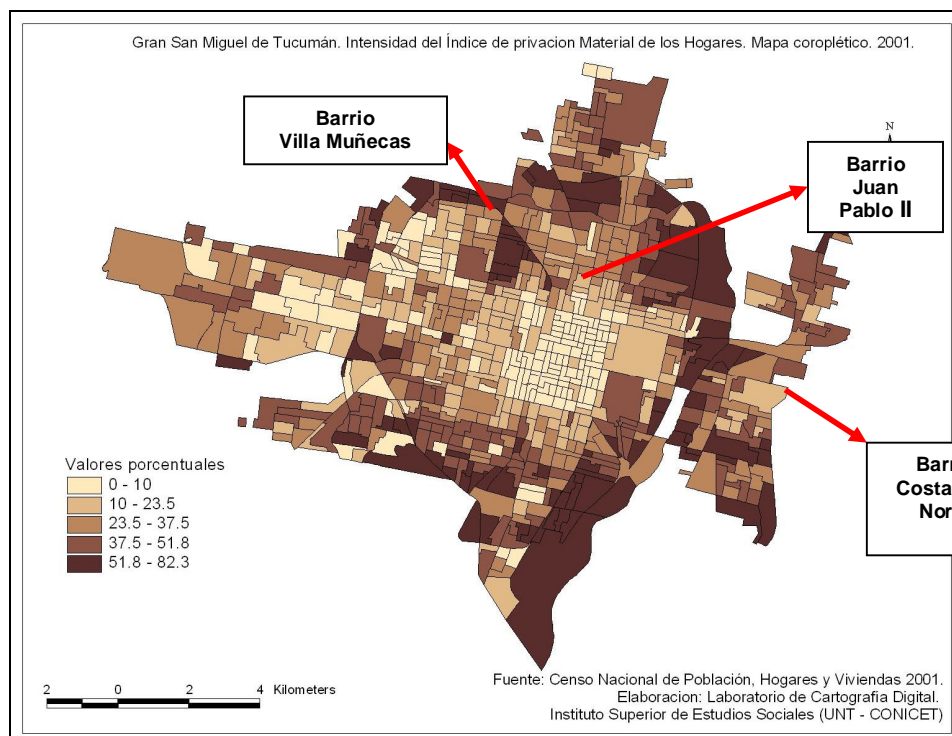 Gran San Miguel de Tucumán. Intensidad del Índice de privacion Material de los Hogares. Mapa coroplético. 2001.
Barrio
Villa Muñecas
N
Barrio
Juan
Pablo II
Barri
Costa
Nor
Valores porcentuales
0 - 10
10 - 23.5
23.5 - 37.5
37.5 - 51.8
51.8 - 82.3
2 0 2 4 Kilometers
Fuente: Censo Nacional de Población, Hogares y Viviendas 2001.
Elaboracion: Laboratorio de Cartografia Digital.
Instituto Superior de Estudios Sociales (UNT - CONICET)